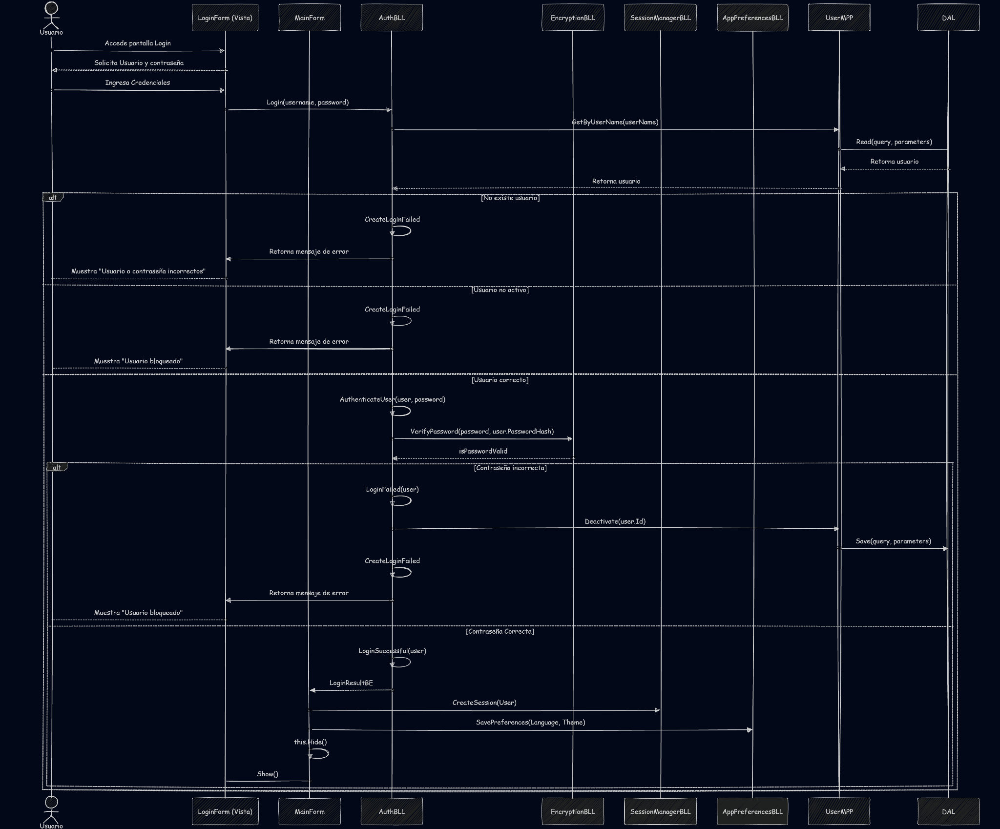 Usuario
LoginForm (Vista)
MainForm
AuthBLL
EncryptionBLL
SessionManagerBLL
AppPreferencesBLL
UserMPP
DAL
Accede pantalla Login
Solicita Usuario y contraseña
Ingresa Credenciales
Login(username, password)
GetByUserName(userName)
Read(query, parameters)
Retorna usuario
Retorna usuario
alt
[No existe usuario]
CreateLoginFailed
Retorna mensaje de error
Muestra "Usuario o contraseña incorrectos"
[Usuario no activo]
CreateLoginFailed
Retorna mensaje de error
Muestra "Usuario bloqueado"
[Usuario correcto]
AuthenticateUser(user, password)
VerifyPassword(password, user.PasswordHash)
isPasswordValid
alt
[Contraseña incorrecta]
LoginFailed(user)
Deactivate(user.Id)
Save(query, parameters)
CreateLoginFailed
Retorna mensaje de error
Muestra "Usuario bloqueado"
[Contraseña Correcta]
LoginSuccessful(user)
LoginResultBE
CreateSession(User)
SavePreferences(Language, Theme)
this.Hide()
Show()
Usuario
LoginForm (Vista)
MainForm
AuthBLL
EncryptionBLL
SessionManagerBLL
AppPreferencesBLL
UserMPP
DAL